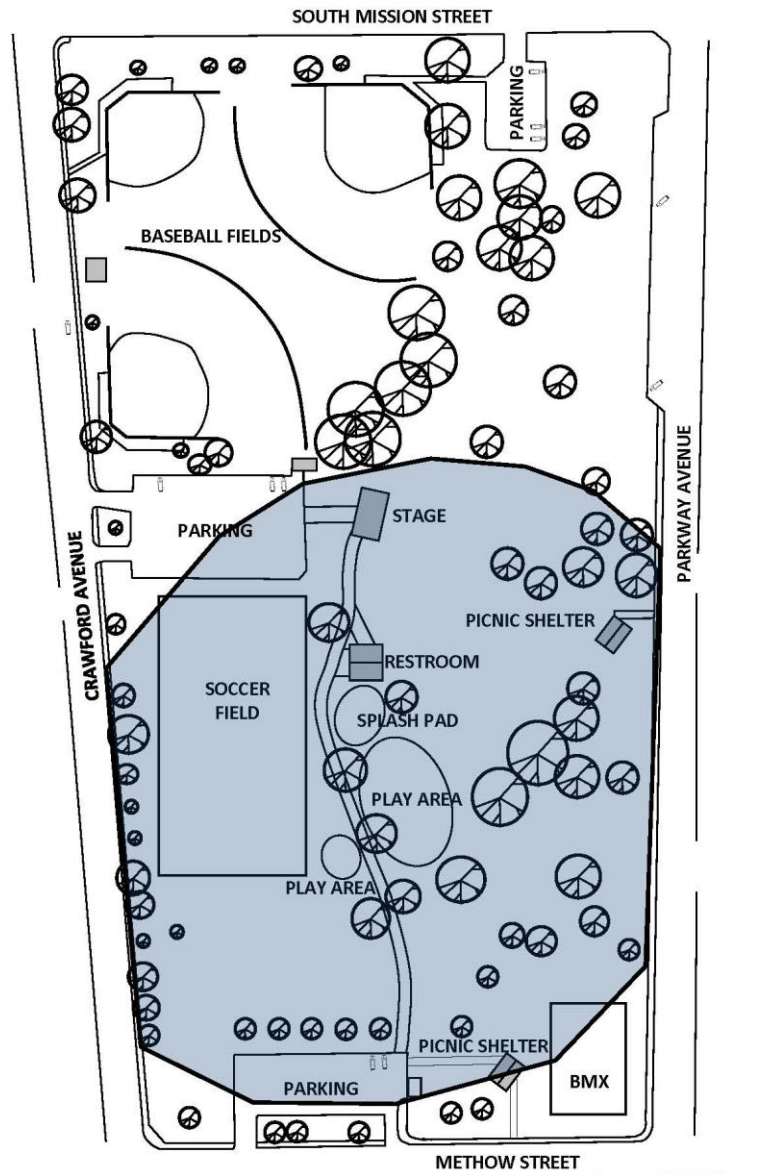 SOUTH MISSION STREET
PARKING
BASEBALL FIELDS
PARKWAY AVENUE
STAGE
PARKING
CRAWFORD AVENUE
PICNIC SHELTER
RESTROOM
SOCCER
FIELD
SPLASH PAD
PLAY AREA
PLAY AREA
PICNIC SHELTER
BMX
PARKING
METHOW STREET